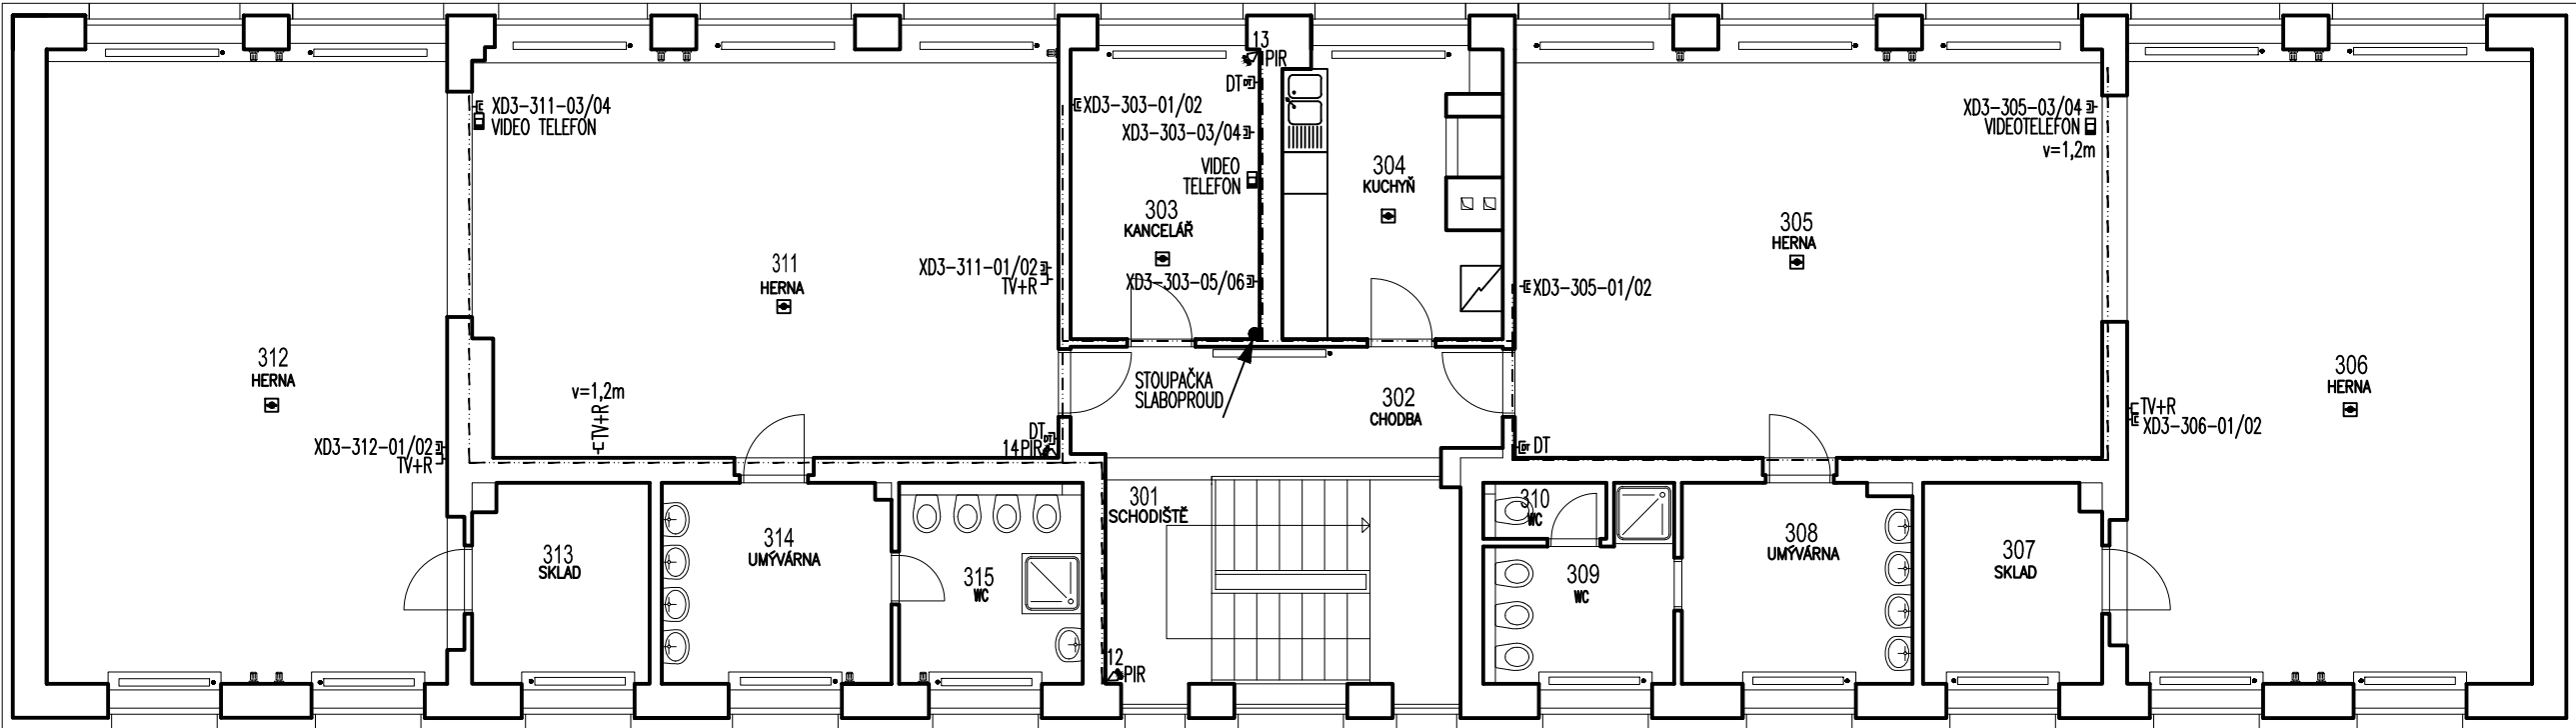 XD3-311-03/04
VIDEO TELEFON
311
HERNA
XD3-311-01/02
TV+R
312
HERNA
XD3-312-01/02
TV+R
v=1,2m
TV+R
DT
14 PIR
313
SKLAD
314
UMÝVÁRNA
315
WC
13
PIR
DT
XD3-303-01/02
XD3-303-03/04
VIDEO
TELEFON
303
KANCELÁŘ
XD3-303-05/06
304
KUCHYŇ
STOUPAČKA
SLABOPROUD
302
CHODBA
301
SCHODIŠTĚ
12
PIR
XD3-305-03/04
VIDEOTELEFON
v=1,2m
305
HERNA
XD3-305-01/02
DT
306
HERNA
TV+R
XD3-306-01/02
310
WC
309
WC
308
UMÝVÁRNA
307
SKLAD